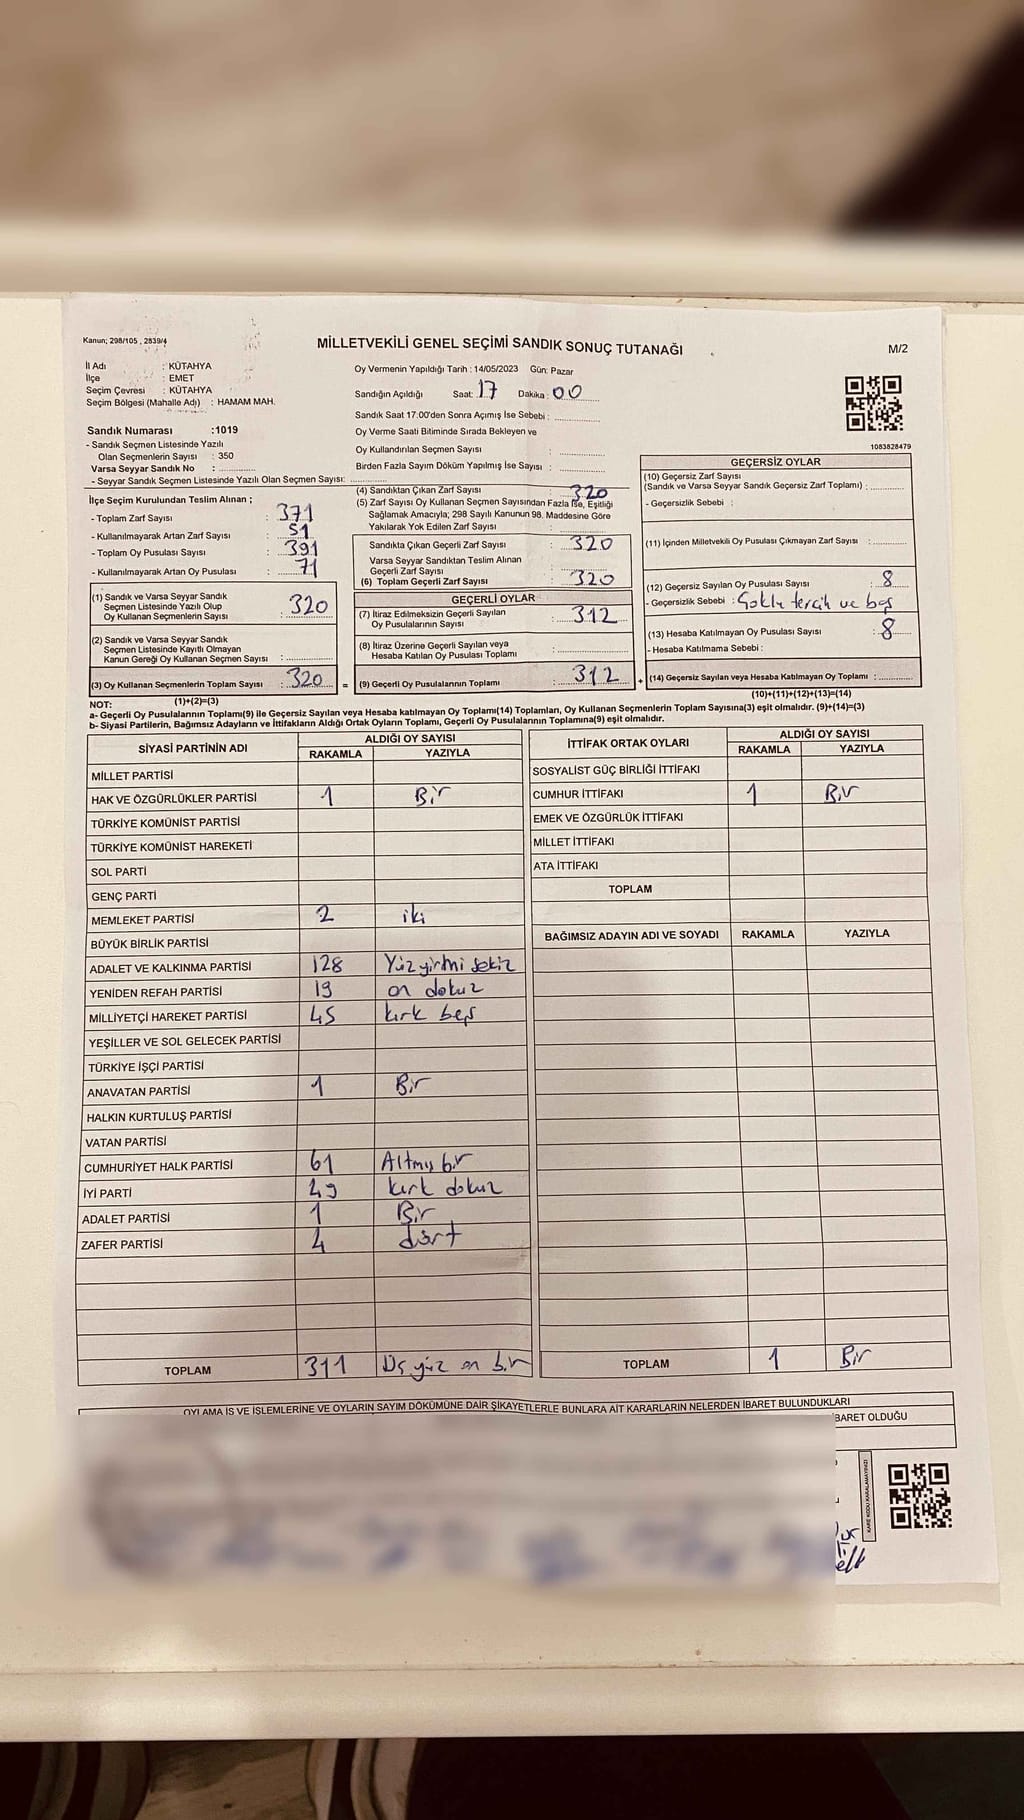 Kanun; 298/105 , 2839/4
MİLLETVEKİLİ GENEL SEÇİMİ SANDIK SONUÇ TUTANAĞI
M/2
İl Adı : KÜTAHYA
İlçe : EMET
Seçim Çevresi : KÜTAHYA
Seçim Bölgesi (Mahalle Adı) : HAMAM MAH.
Sandık Numarası :1019
- Sandık Seçmen Listesinde Yazılı
Olan Seçmenlerin Sayısı : 350
Varsa Seyyar Sandık No :
- Seyyar Sandık Seçmen Listesinde Yazılı Olan Seçmen Sayısı:
Oy Vermenin Yapıldığı Tarih : 14/05/2023 Gün: Pazar
Sandığın Açıldığı Saat: 17 Dakika : 00
Sandık Saat 17:00'den Sonra Açımış İse Sebebi :
Oy Verme Saati Bitiminde Sırada Bekleyen ve
Oy Kullandırılan Seçmen Sayısı :
Birden Fazla Sayım Döküm Yapılmış İse Sayısı :
1083828479
İlçe Seçim Kurulundan Teslim Alınan ;
- Toplam Zarf Sayısı : 371
- Kullanılmayarak Artan Zarf Sayısı : 51
- Toplam Oy Pusulası Sayısı : 391
- Kullanılmayarak Artan Oy Pusulası : 71
(1) Sandık ve Varsa Seyyar Sandık
Seçmen Listesinde Yazılı Olup
Oy Kullanan Seçmenlerin Sayısı : 320
(2) Sandık ve Varsa Seyyar Sandık
Seçmen Listesinde Kayıtlı Olmayan
Kanun Gereği Oy Kullanan Seçmen Sayısı :
(3) Oy Kullanan Seçmenlerin Toplam Sayısı : 320 =
(4) Sandıktan Çıkan Zarf Sayısı : 320
(5) Zarf Sayısı Oy Kullanan Seçmen Sayısından Fazla İse, Eşitliği
Sağlamak Amacıyla; 298 Sayılı Kanunun 98. Maddesine Göre
Yakılarak Yok Edilen Zarf Sayısı :
Sandıkta Çıkan Geçerli Zarf Sayısı : 320
Varsa Seyyar Sandıktan Teslim Alınan
Geçerli Zarf Sayısı :
(6) Toplam Geçerli Zarf Sayısı : 320
GEÇERLİ OYLAR
(7) İtiraz Edilmeksizin Geçerli Sayılan
Oy Pusulalarının Sayısı : 312
(8) İtiraz Üzerine Geçerli Sayılan veya
Hesaba Katılan Oy Pusulası Toplamı :
(9) Geçerli Oy Pusulalarının Toplamı : 312 +
GEÇERSİZ OYLAR
(10) Geçersiz Zarf Sayısı
(Sandık ve Varsa Seyyar Sandık Geçersiz Zarf Toplamı) :
- Geçersizlik Sebebi :
(11) İçinden Milletvekili Oy Pusulası Çıkmayan Zarf Sayısı :
(12) Geçersiz Sayılan Oy Pusulası Sayısı : 8
- Geçersizlik Sebebi : Çoklu tercih ve boş
(13) Hesaba Katılmayan Oy Pusulası Sayısı : 8
- Hesaba Katılmama Sebebi :
(14) Geçersiz Sayılan veya Hesaba Katılmayan Oy Toplamı :
NOT: (1)+(2)=(3)
(10)+(11)+(12)+(13)=(14)
a- Geçerli Oy Pusulalarının Toplamı(9) ile Geçersiz Sayılan veya Hesaba katılmayan Oy Toplamı(14) Toplamları, Oy Kullanan Seçmenlerin Toplam Sayısına(3) eşit olmalıdır. (9)+(14)=(3)
b- Siyasi Partilerin, Bağımsız Adayların ve İttifakların Aldığı Ortak Oyların Toplamı, Geçerli Oy Pusulalarının Toplamına(9) eşit olmalıdır.
SİYASİ PARTİNİN ADI ALDIĞI OY SAYISI
RAKAMLA YAZIYLA
MİLLET PARTİSİ
HAK VE ÖZGÜRLÜKLER PARTİSİ 1 Bir
TÜRKİYE KOMÜNİST PARTİSİ
TÜRKİYE KOMÜNİST HAREKETİ
SOL PARTİ
GENÇ PARTİ
MEMLEKET PARTİSİ 2 iki
BÜYÜK BİRLİK PARTİSİ
ADALET VE KALKINMA PARTİSİ 128 Yüz yirmi sekiz
YENİDEN REFAH PARTİSİ 19 on dokuz
MİLLİYETÇİ HAREKET PARTİSİ 45 kırk beş
YEŞİLLER VE SOL GELECEK PARTİSİ
TÜRKİYE İŞÇİ PARTİSİ
ANAVATAN PARTİSİ 1 Bir
HALKIN KURTULUŞ PARTİSİ
VATAN PARTİSİ
CUMHURİYET HALK PARTİSİ 61 Altmış bir
İYİ PARTİ 49 kırk dokuz
ADALET PARTİSİ 1 Bir
ZAFER PARTİSİ 4 dört
TOPLAM 311 Üç yüz on bir
İTTİFAK ORTAK OYLARI ALDIĞI OY SAYISI
RAKAMLA YAZIYLA
SOSYALİST GÜÇ BİRLİĞİ İTTİFAKI
CUMHUR İTTİFAKI 1 Bir
EMEK VE ÖZGÜRLÜK İTTİFAKI
MİLLET İTTİFAKI
ATA İTTİFAKI
TOPLAM
BAĞIMSIZ ADAYIN ADI VE SOYADI RAKAMLA YAZIYLA
TOPLAM 1 Bir
OYLAMA İŞ VE İŞLEMLERİNE VE OYLARIN SAYIM DÖKÜMÜNE DAİR ŞİKAYETLERLE BUNLARA AİT KARARLARIN NELERDEN İBARET BULUNDUKLARI
BARET OLDUĞU
KARE KODU KARALAMAYINIZ!